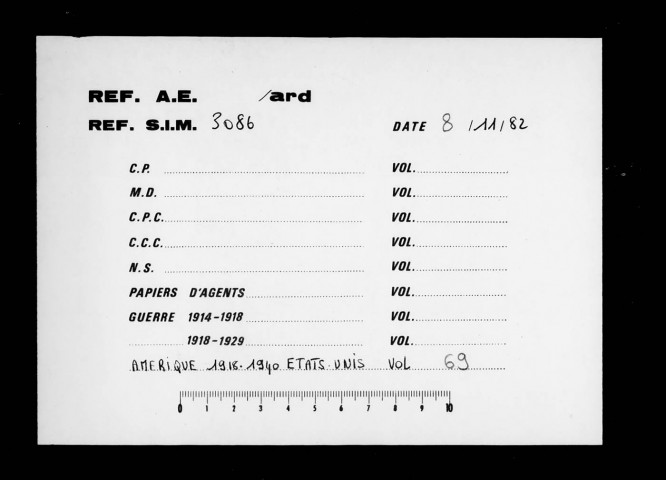 REF. A.E. /ard
REF. S.I.M. 3086 DATE 8 /11/82
C.P. VOL.
M.D. VOL.
C.P.C. VOL.
C.C.C. VOL.
N.S. VOL.
PAPIERS D'AGENTS VOL.
GUERRE 1914-1918 VOL.
1918-1929 VOL.
AMERIQUE 1918-1940 ETATS-UNIS VOL 69
0 1 2 3 4 5 6 7 8 9 10